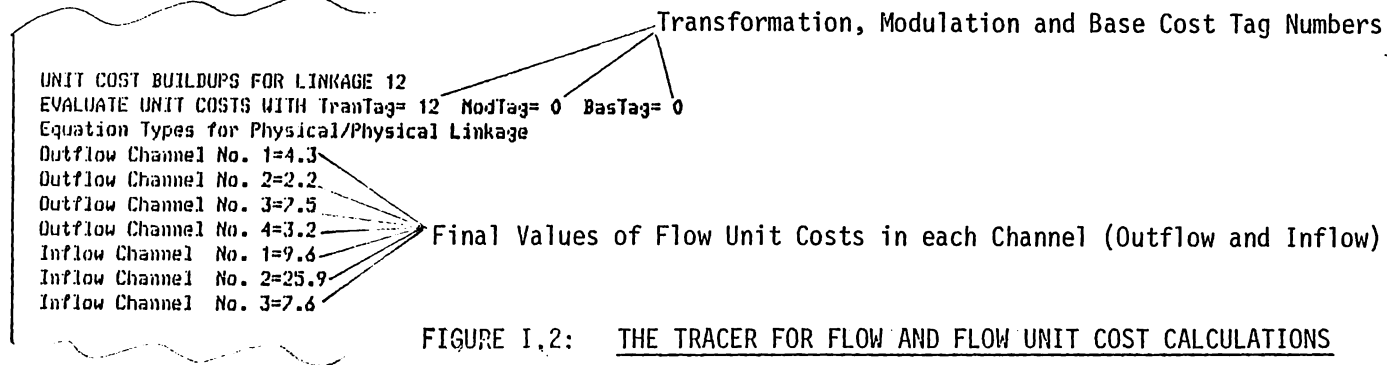 Transformation, Modulation and Base Cost Tag Numbers
UNIT COST BUILDUPS FOR LINKAGE 12
EVALUATE UNIT COSTS WITH TranTag= 12 ModTag= 0 BasTag= 0
Equation Types for Physical/Physical Linkage
Outflow Channel No. 1=4.3
Outflow Channel No. 2=2.2
Outflow Channel No. 3=7.5
Outflow Channel No. 4=3.2
Inflow Channel No. 1=9.6
Inflow Channel No. 2=25.9
Inflow Channel No. 3=7.6
Final Values of Flow Unit Costs in each Channel (Outflow and Inflow)
FIGURE I.2: THE TRACER FOR FLOW AND FLOW UNIT COST CALCULATIONS